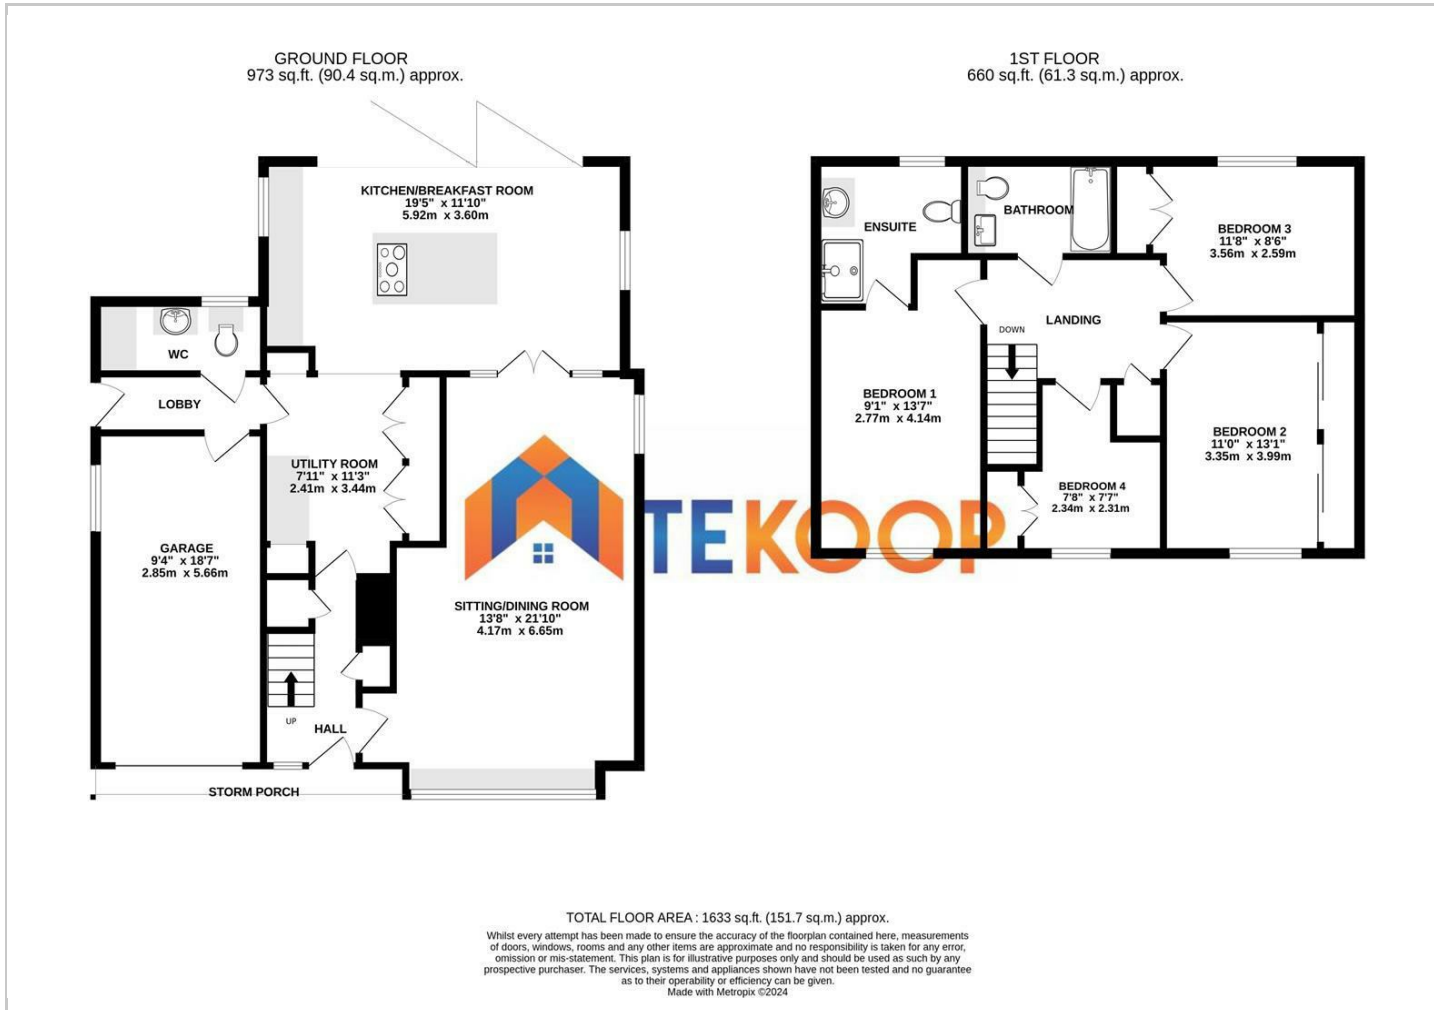 GROUND FLOOR
973 sq.ft. (90.4 sq.m.) approx.
1ST FLOOR
660 sq.ft. (61.3 sq.m.) approx.
KITCHEN/BREAKFAST ROOM
19'5" x 11'10"
5.92m x 3.60m
WC
LOBBY
UTILITY ROOM
7'11" x 11'3"
2.41m x 3.44m
GARAGE
9'4" x 18'7"
2.85m x 5.66m
SITTING/DINING ROOM
13'8" x 21'10"
4.17m x 6.65m
UP
HALL
STORM PORCH
ENSUITE
BATHROOM
BEDROOM 3
11'8" x 8'6"
3.56m x 2.59m
LANDING
DOWN
BEDROOM 1
9'1" x 13'7"
2.77m x 4.14m
BEDROOM 2
11'0" x 13'1"
3.35m x 3.99m
BEDROOM 4
7'8" x 7'7"
2.34m x 2.31m
TEKOOP
TOTAL FLOOR AREA : 1633 sq.ft. (151.7 sq.m.) approx.
Whilst every attempt has been made to ensure the accuracy of the floorplan contained here, measurements
of doors, windows, rooms and any other items are approximate and no responsibility is taken for any error,
omission or mis-statement. This plan is for illustrative purposes only and should be used as such by any
prospective purchaser. The services, systems and appliances shown have not been tested and no guarantee
as to their operability or efficiency can be given.
Made with Metropix ©2024